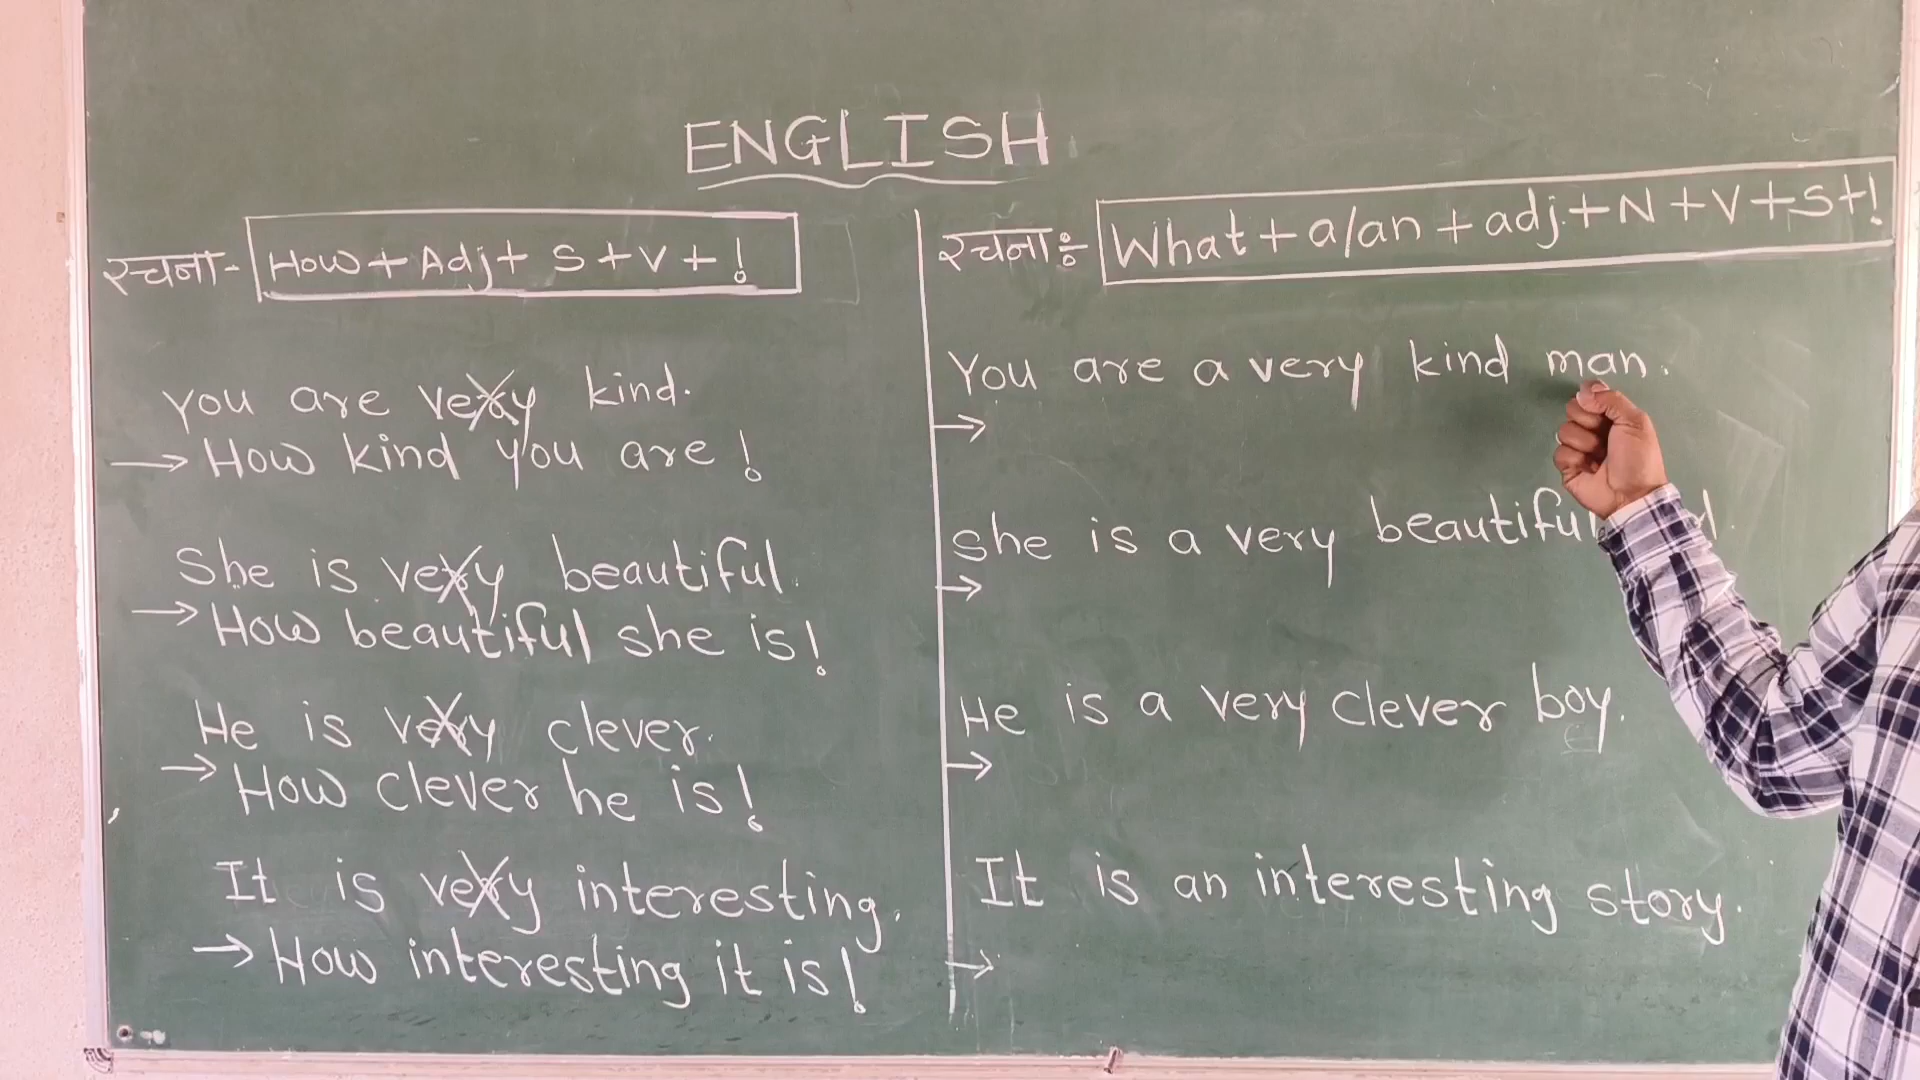 ENGLISH
रचना- How + Adj + S + V + !
You are very kind.
→ How kind you are !
She is very beautiful.
→ How beautiful she is!
He is very clever.
→ How clever he is!
It is very interesting.
→ How interesting it is!
रचना÷ What + a/an + adj. + N + V + S + !
You are a very kind man.
→
She is a very beautiful
→
He is a very clever boy.
→
It is an interesting story.
→